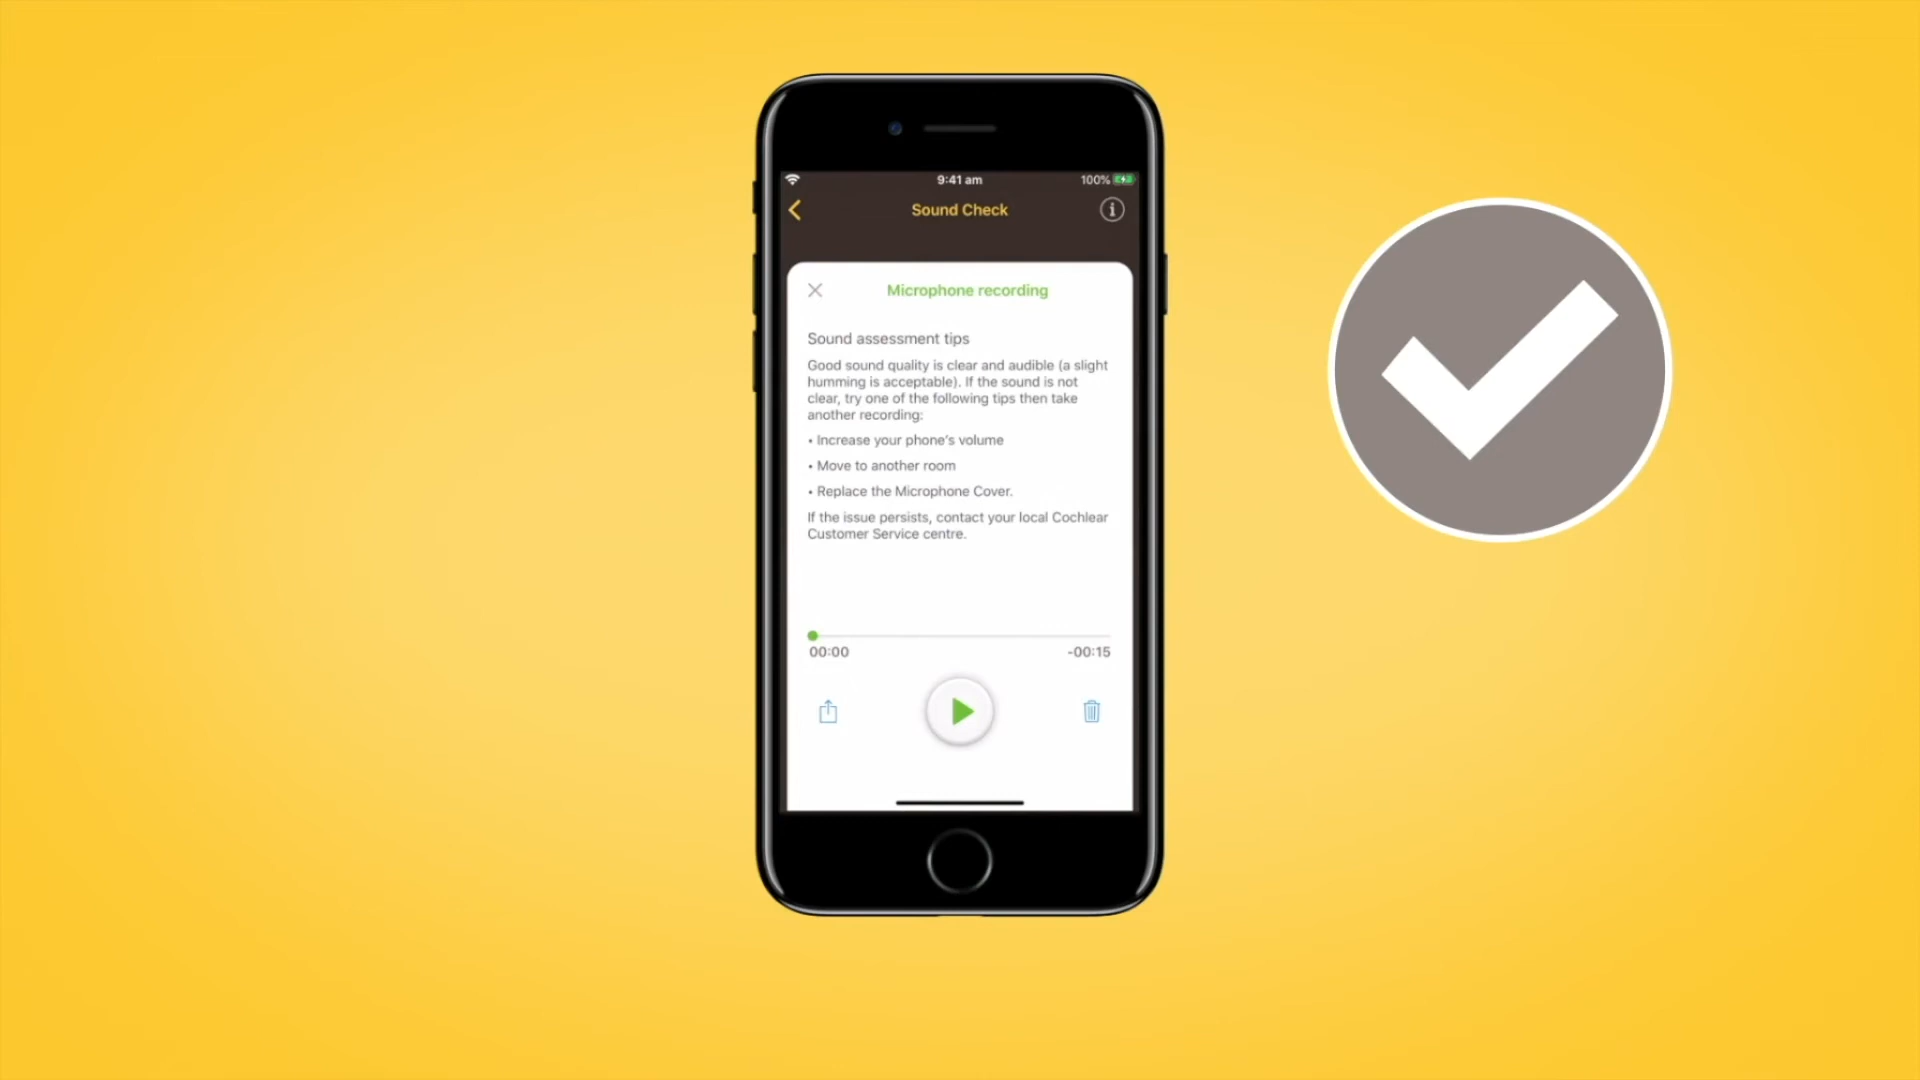 9:41 am
100%
Sound Check
Microphone recording
Sound assessment tips
Good sound quality is clear and audible (a slight
humming is acceptable). If the sound is not
clear, try one of the following tips then take
another recording:
• Increase your phone's volume
• Move to another room
• Replace the Microphone Cover.
If the issue persists, contact your local Cochlear
Customer Service centre.
00:00
-00:15